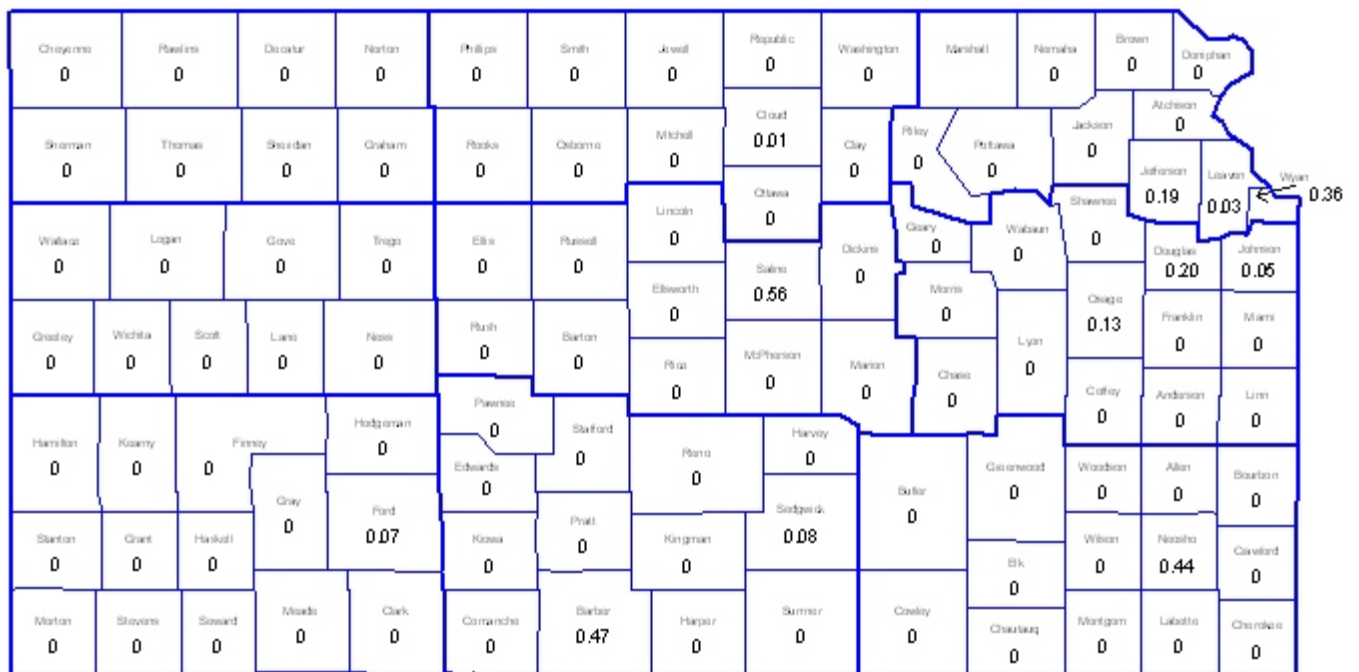 Cheyenne Rawlins Decatur Norton Phillips Smith Jewell Republic Washington Marshall Nemaha Brown Doniphan
0 0 0 0 0 0 0 0 0 0 0 0
Cloud Atchison
0.01 0
Sherman Thomas Sheridan Graham Rooks Osborne Mitchell Clay Riley Pottawa Jackson
0 0 0 0 0 0 0 0 0 0 0
Jefferson Leaven Wyan
0.19 0.03 0.36
Ottawa
0
Wallace Logan Gove Trego Ellis Russell Lincoln Dickins Geary Wabaun Shawnee Douglas Johnson
0 0 0 0 0 0 0 0 0 0 0 0.20 0.05
Ellsworth Saline Morris Osage Franklin Miami
0 0.56 0 0.13 0 0
Greeley Wichita Scott Lane Ness Rush Barton Rice McPherson Marion Chase Lyon Coffey Anderson Linn
0 0 0 0 0 0 0 0 0 0 0 0 0 0 0
Hamilton Kearny Finney Hodgeman Pawnee Stafford Reno Harvey
0 0 0 0 0 0 0 0
Edwards Butler Greenwood Woodson Allen Bourbon
0 0 0 0 0 0
Gray Ford Pratt Sedgwick
0 0.07 0 0.08
Stanton Grant Haskell Kiowa Kingman Elk Wilson Neosho Crawford
0 0 0 0 0 0 0 0.44 0
Morton Stevens Seward Meade Clark Comanche Barber Harper Sumner Cowley Chautauq Montgom Labette Cherokee
0 0 0 0 0 0 0.47 0 0 0 0 0 0 0